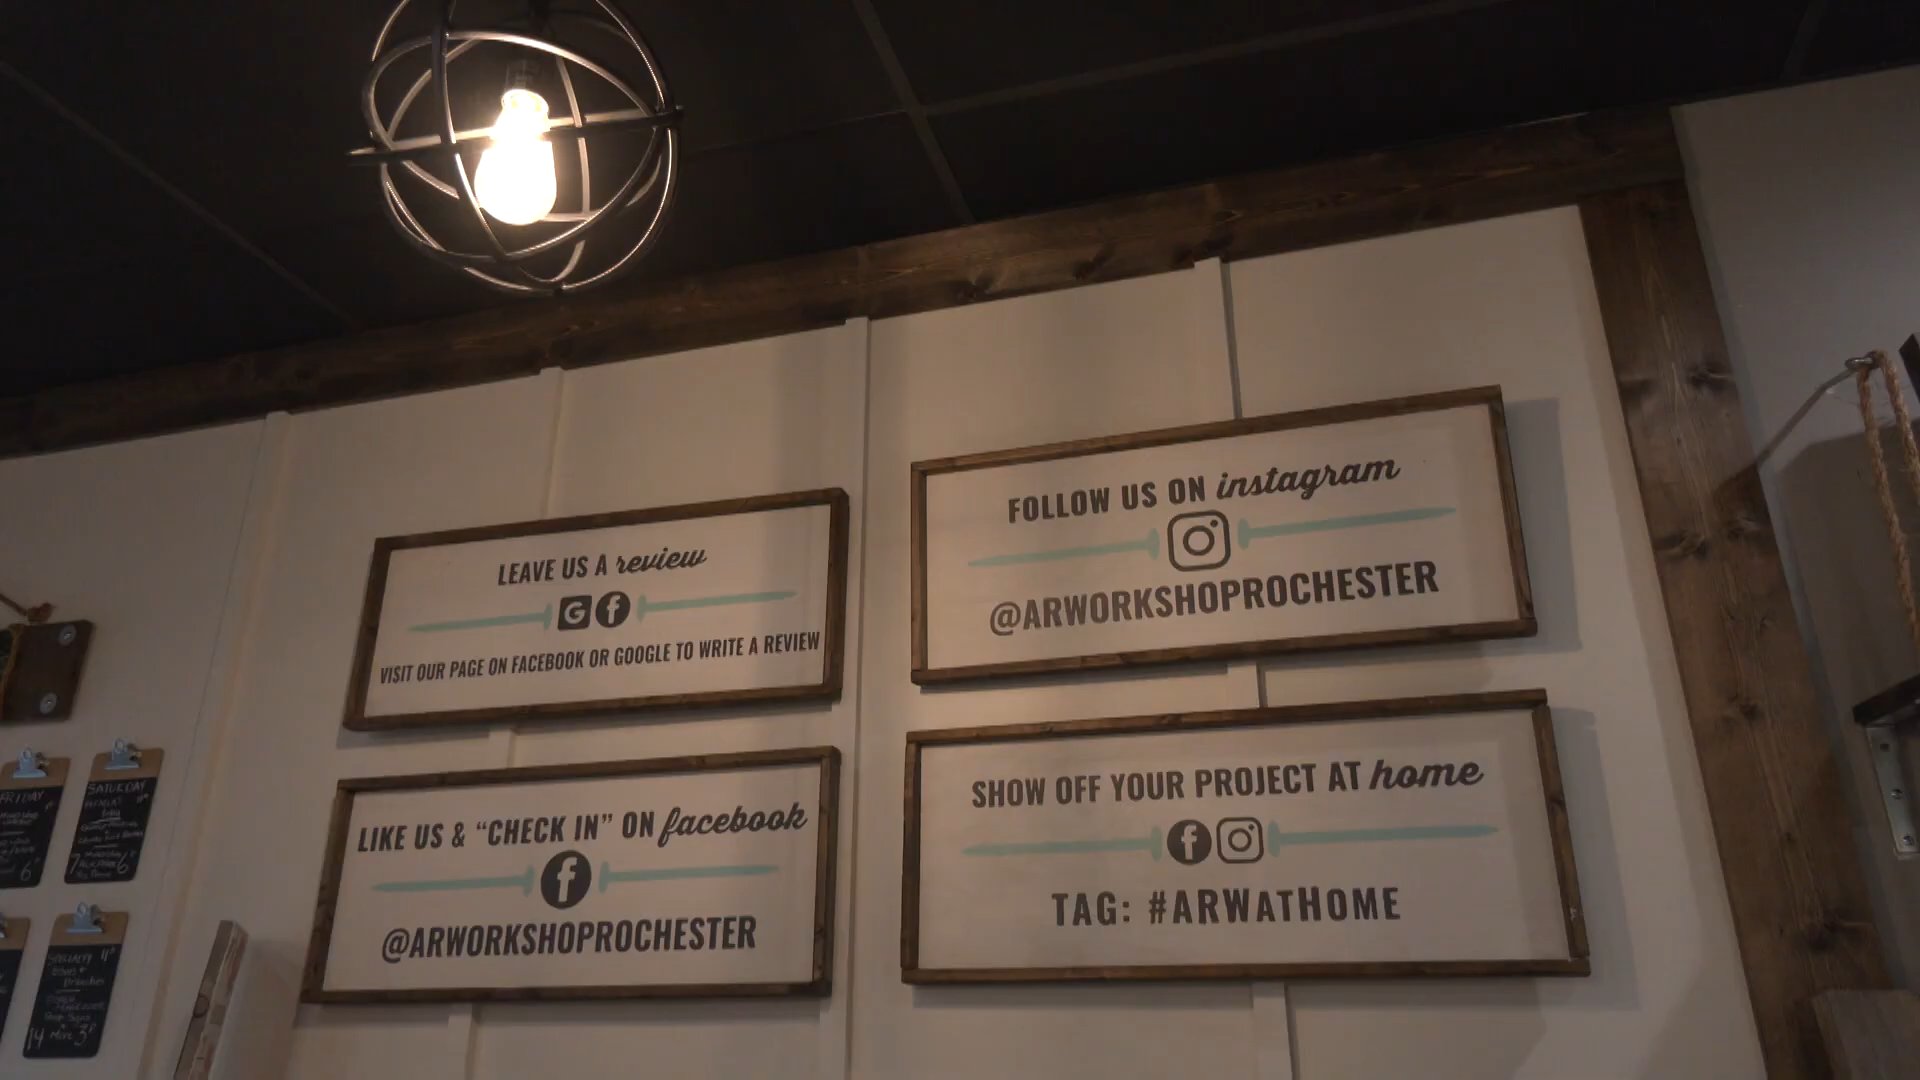 LEAVE US A review
G f
VISIT OUR PAGE ON FACEBOOK OR GOOGLE TO WRITE A REVIEW
FOLLOW US ON instagram
@ARWORKSHOPROCHESTER
LIKE US & “CHECK IN” ON facebook
f
@ARWORKSHOPROCHESTER
SHOW OFF YOUR PROJECT AT home
f
TAG: #ARWATHOME
FRIDAY
SATURDAY